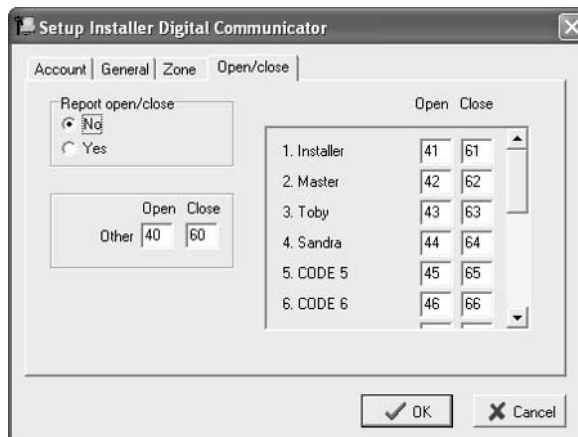 Setup Installer Digital Communicator
Account General Zone Open/close
Report open/close
No
Yes
Open Close
Other 40 60
Open Close
1. Installer 41 61
2. Master 42 62
3. Toby 43 63
4. Sandra 44 64
5. CODE 5 45 65
6. CODE 6 46 66
OK Cancel